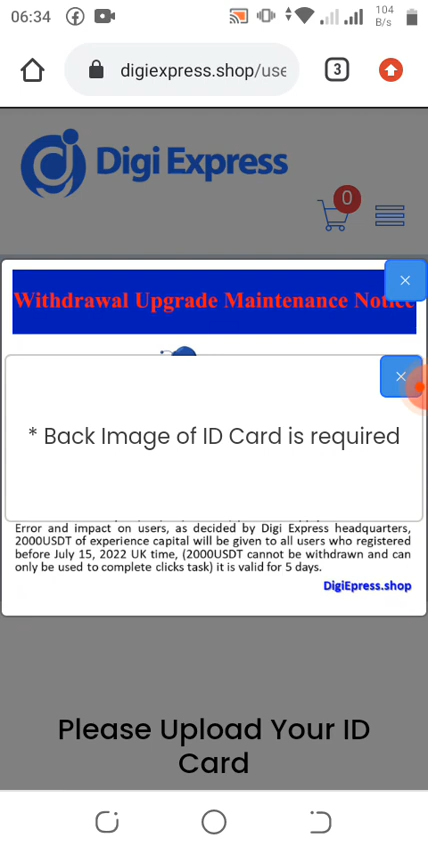 06:34
104
B/s
digiexpress.shop/use
3
Digi Express
0
Withdrawal Upgrade Maintenance Notice
* Back Image of ID Card is required
Error and impact on users, as decided by Digi Express headquarters,
2000USDT of experience capital will be given to all users who registered
before July 15, 2022 UK time, (2000USDT cannot be withdrawn and can
only be used to complete clicks task) it is valid for 5 days.
DigiEpress.shop
Please Upload Your ID
Card